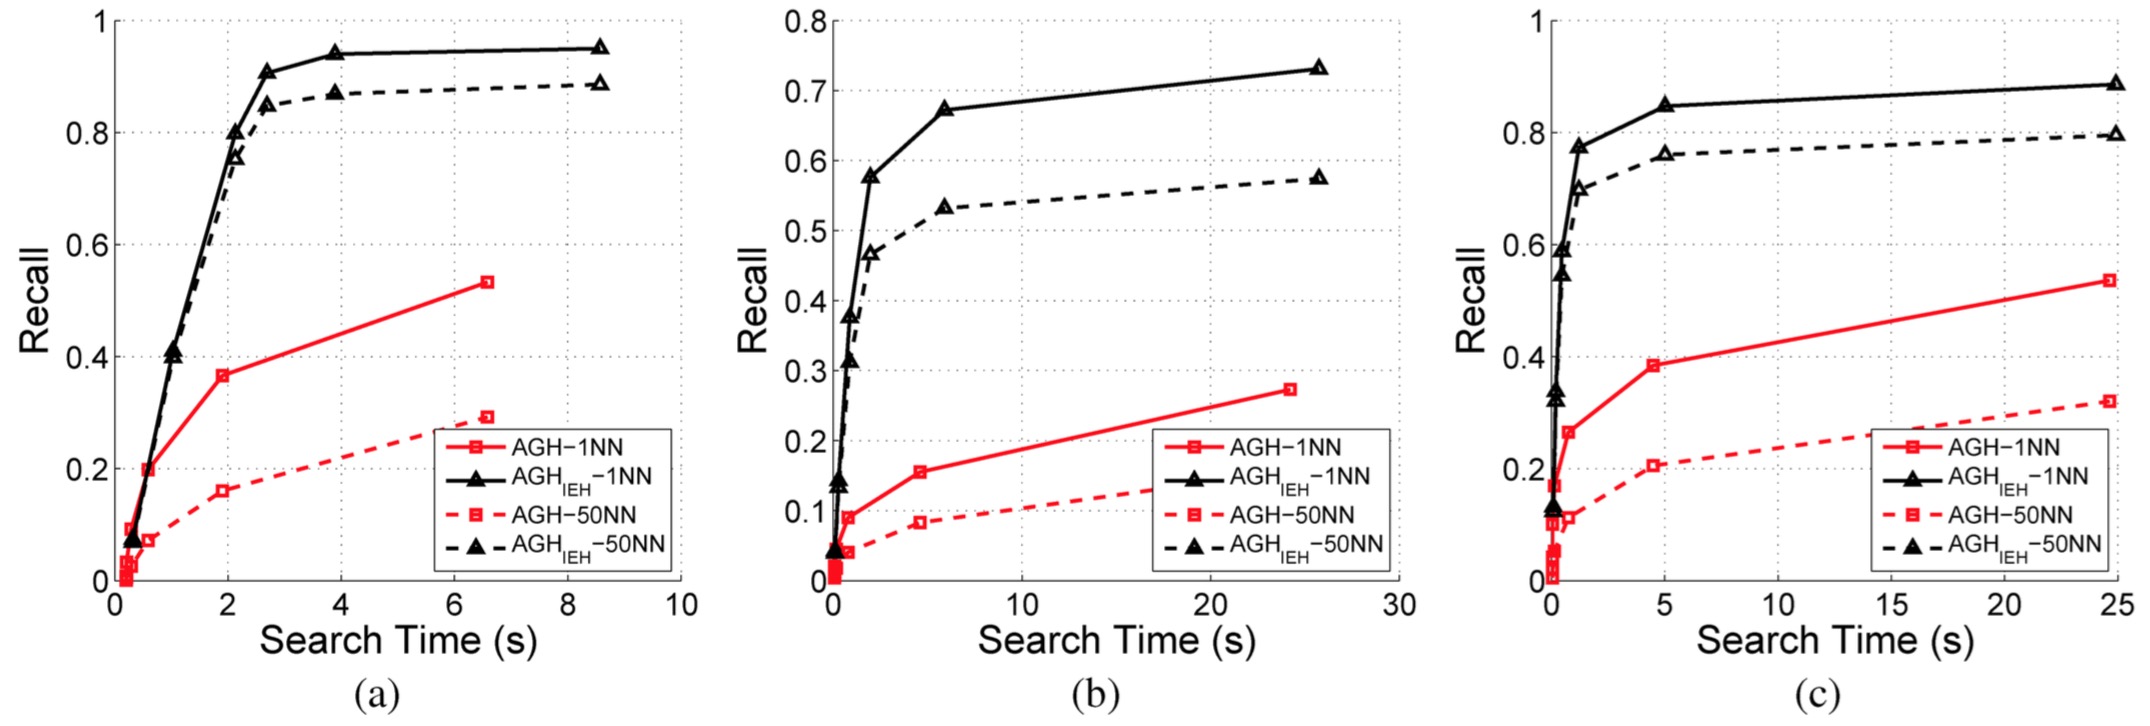 1
0.8
0.6
0.4
0.2
0
0 2 4 6 8 10
Recall
Search Time (s)
AGH−1NN
AGHIEH−1NN
AGH−50NN
AGHIEH−50NN
(a)
0.8
0.7
0.6
0.5
0.4
0.3
0.2
0.1
0
0 10 20 30
Recall
Search Time (s)
AGH−1NN
AGHIEH−1NN
AGH−50NN
AGHIEH−50NN
(b)
1
0.8
0.6
0.4
0.2
0
0 5 10 15 20 25
Recall
Search Time (s)
AGH−1NN
AGHIEH−1NN
AGH−50NN
AGHIEH−50NN
(c)